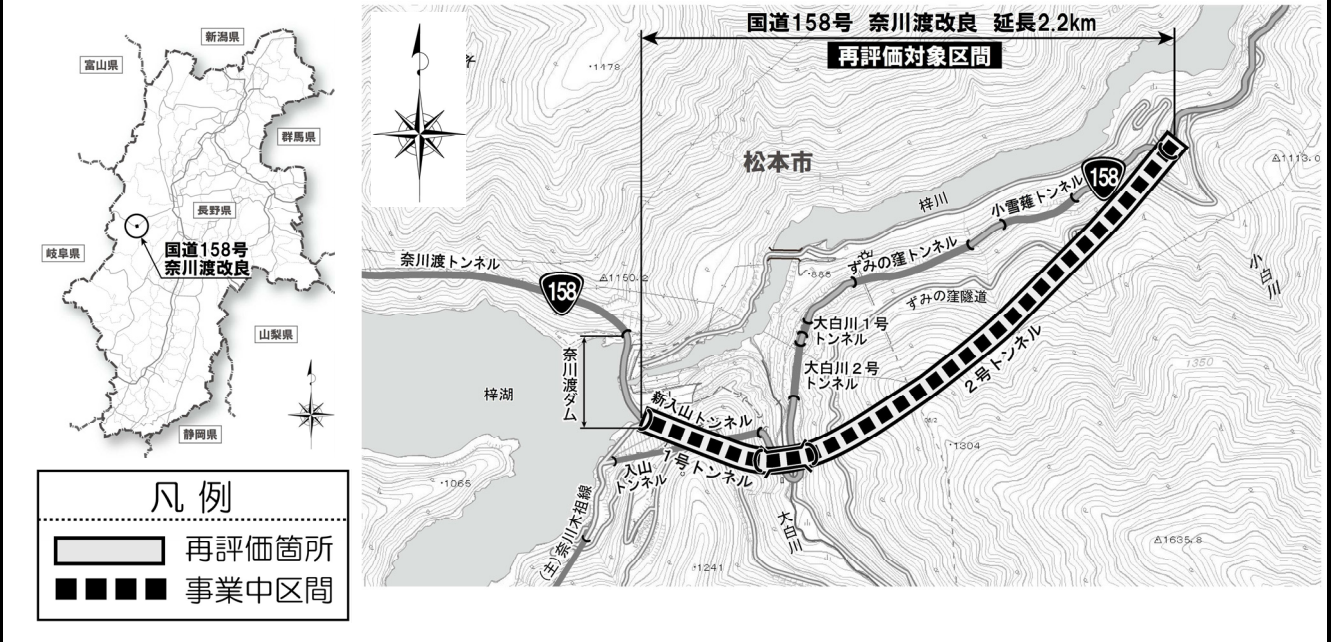 新潟県
富山県
群馬県
長野県
国道158号
奈川渡改良
岐阜県
山梨県
静岡県
凡例
再評価箇所
事業中区間
国道158号 奈川渡改良 延長2.2km
再評価対象区間
・1478
松本市
158
△1113.0
梓川
小雪薙トンネル
奈川渡トンネル
158
△1150.2
ずみの窪トンネル
・885
小白川
ずみの窪隧道
大白川1号
トンネル
奈川渡ダム
大白川2号
トンネル
2号トンネル
1350
梓湖
新入山トンネル
・1304
入山
トンネル
1号トンネル
・1065
(主)奈川木祖線
大白川
△1635.8
・1241